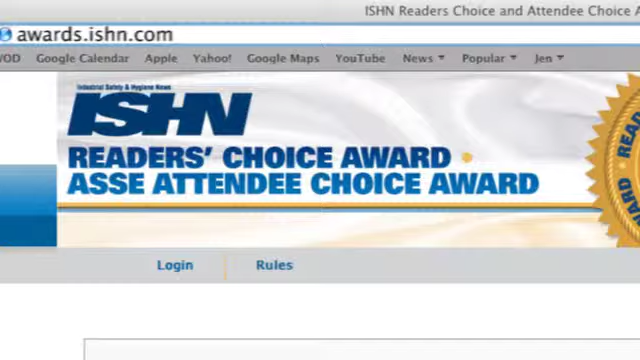 ISHN Readers Choice and Attendee Choice
awards.ishn.com
Google Calendar Apple Yahoo! Google Maps YouTube News Popular Jen
Industrial Safety & Hygiene News
ISHN
READERS' CHOICE AWARD
ASSE ATTENDEE CHOICE AWARD
Login Rules